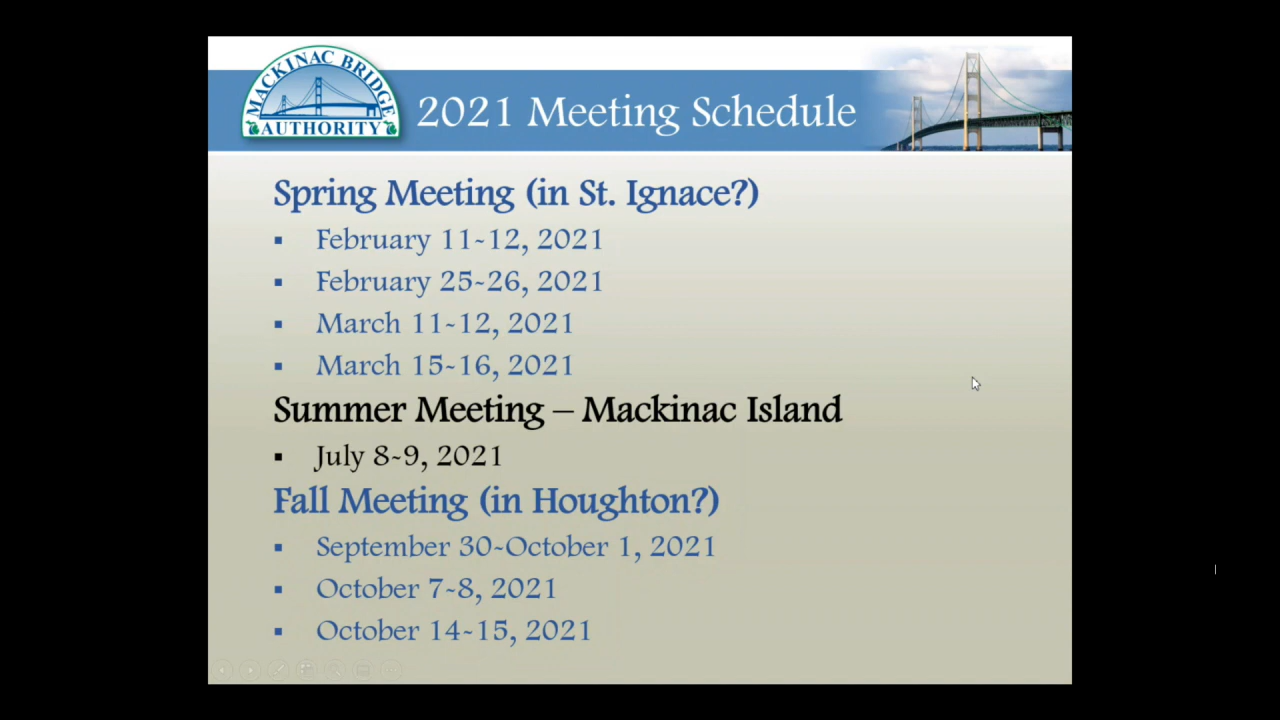 MACKINAC BRIDGE
AUTHORITY
2021 Meeting Schedule
Spring Meeting (in St. Ignace?)
▪ February 11-12, 2021
▪ February 25-26, 2021
▪ March 11-12, 2021
▪ March 15-16, 2021
Summer Meeting – Mackinac Island
▪ July 8-9, 2021
Fall Meeting (in Houghton?)
▪ September 30-October 1, 2021
▪ October 7-8, 2021
▪ October 14-15, 2021